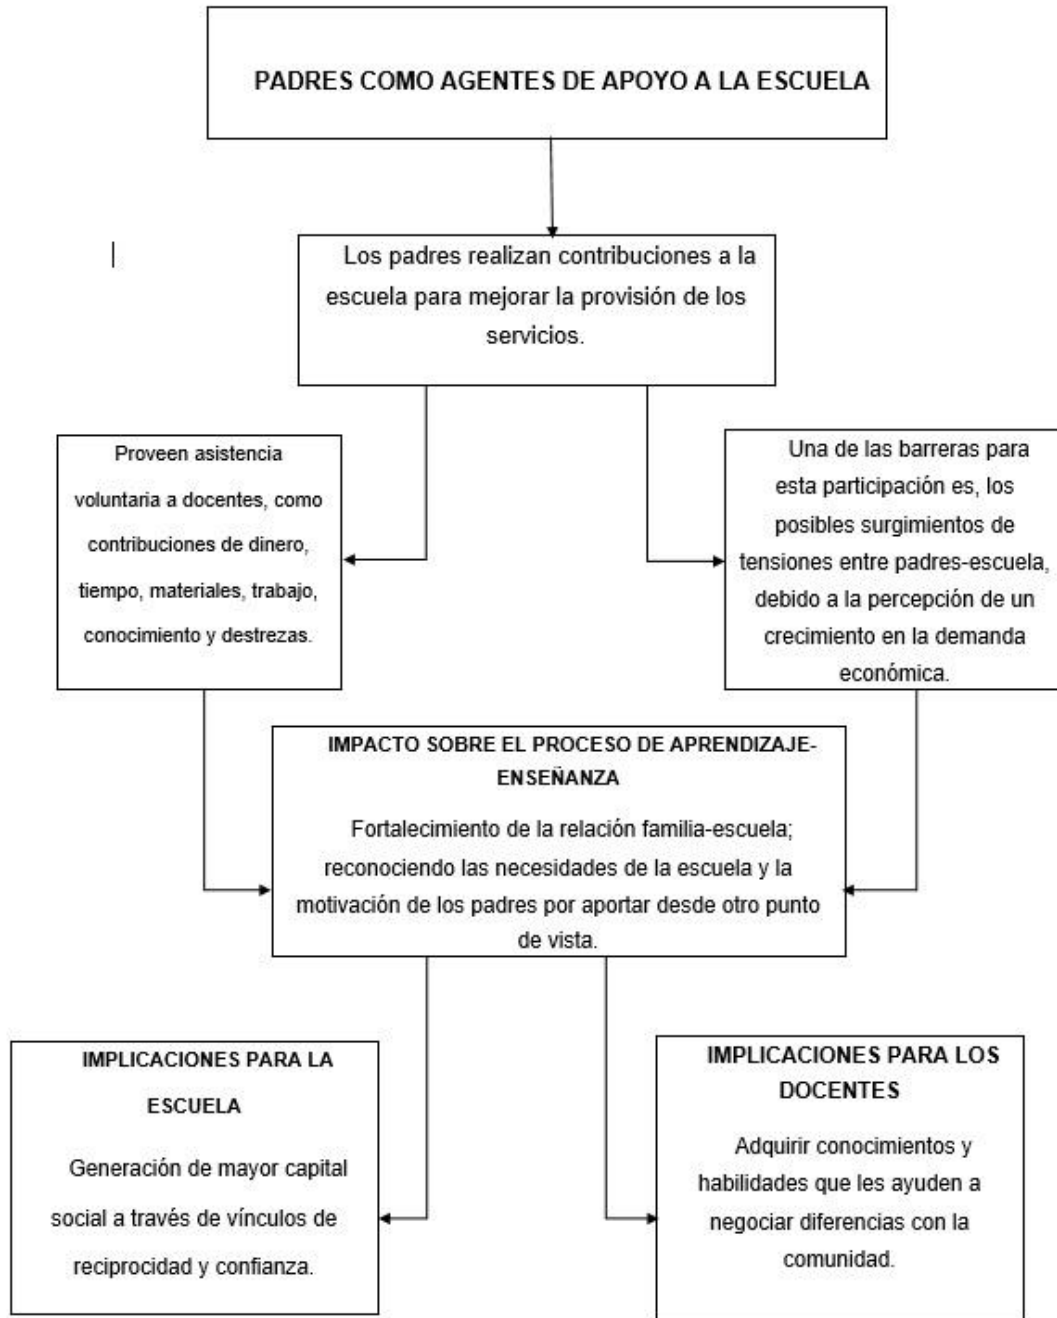 PADRES COMO AGENTES DE APOYO A LA ESCUELA
Los padres realizan contribuciones a la
escuela para mejorar la provisión de los
servicios.
Proveen asistencia
voluntaria a docentes, como
contribuciones de dinero,
tiempo, materiales, trabajo,
conocimiento y destrezas.
Una de las barreras para
esta participación es, los
posibles surgimientos de
tensiones entre padres-escuela,
debido a la percepción de un
crecimiento en la demanda
económica.
IMPACTO SOBRE EL PROCESO DE APRENDIZAJE-
ENSEÑANZA
Fortalecimiento de la relación familia-escuela;
reconociendo las necesidades de la escuela y la
motivación de los padres por aportar desde otro punto
de vista.
IMPLICACIONES PARA LA
ESCUELA
Generación de mayor capital
social a través de vínculos de
reciprocidad y confianza.
IMPLICACIONES PARA LOS
DOCENTES
Adquirir conocimientos y
habilidades que les ayuden a
negociar diferencias con la
comunidad.